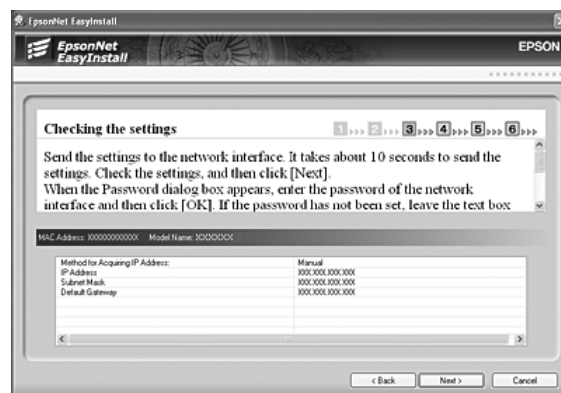 EpsonNet EasyInstall
EpsonNet
EasyInstall
EPSON
Checking the settings
1 2 3 4 5 6
Send the settings to the network interface. It takes about 10 seconds to send the
settings. Check the settings, and then click [Next].
When the Password dialog box appears, enter the password of the network
interface and then click [OK]. If the password has not been set, leave the text box
MAC Address: XXXXXXXXXXXX Model Name: XXXXXXX
Method for Acquiring IP Address: Manual
IP Address XXX.XXX.XXX.XXX
Subnet Mask XXX.XXX.XXX.XXX
Default Gateway XXX.XXX.XXX.XXX
< Back Next > Cancel